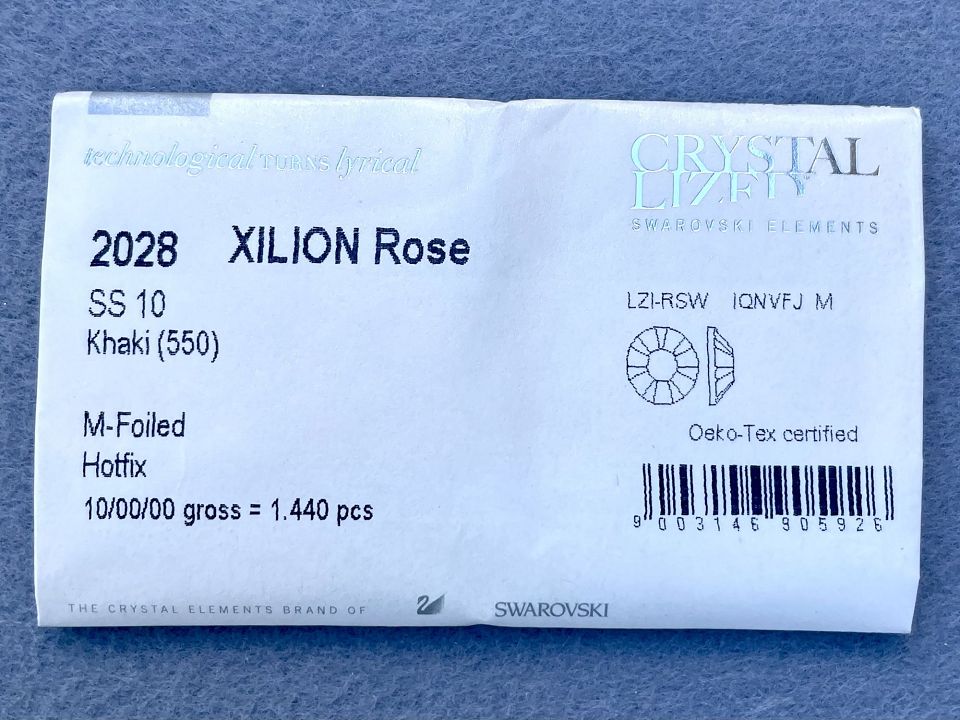 technological TURNS lyrical
CRYSTAL
LIZED
SWAROVSKI ELEMENTS
2028 XILION Rose
SS 10
Khaki (550)
LZI-RSW IQNVFJ M
M-Foiled
Hotfix
10/00/00 gross = 1.440 pcs
Oeko-Tex certified
9 003146 905926
THE CRYSTAL ELEMENTS BRAND OF SWAROVSKI